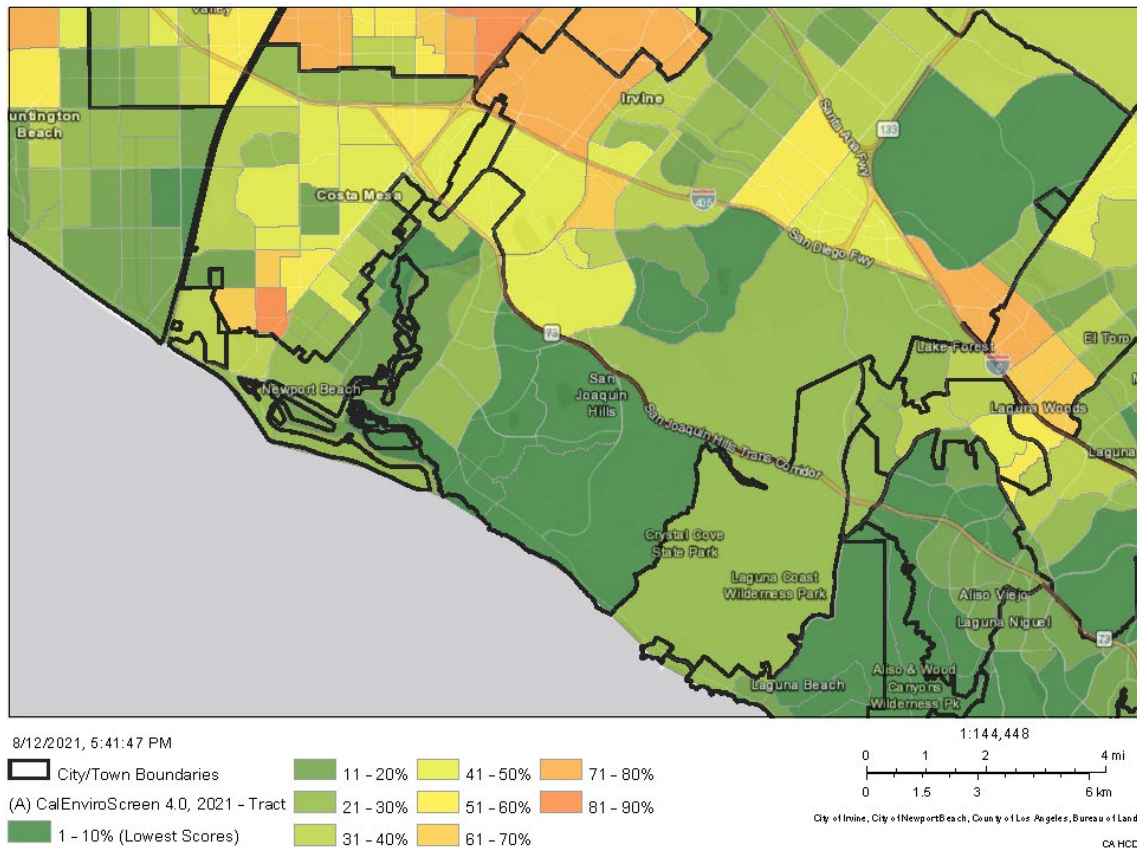 Valley
Irvine
untington
Beach
Santa Ana Fwy
133
Costa Mesa
405
San Diego Fwy
73
Lake Forest
El Toro
San
Joaquin
Hills
Newport Beach
Laguna Woods
San Joaquin Hills Trans Corridor
Laguna
Crystal Cove
State Park
Laguna Coast
Wilderness Park
Aliso Viejo
Laguna Niguel
73
Laguna Beach
Aliso & Wood
Canyons
Wilderness Pk
8/12/2021, 5:41:47 PM
City/Town Boundaries
(A) CalEnviroScreen 4.0, 2021 - Tract
1 - 10% (Lowest Scores)
11 - 20%
21 - 30%
31 - 40%
41 - 50%
51 - 60%
61 - 70%
71 - 80%
81 - 90%
1:144,448
0 1 2 4 mi
0 1.5 3 6 km
City of Irvine, City of Newport Beach, County of Los Angeles, Bureau of Land
CA HCD